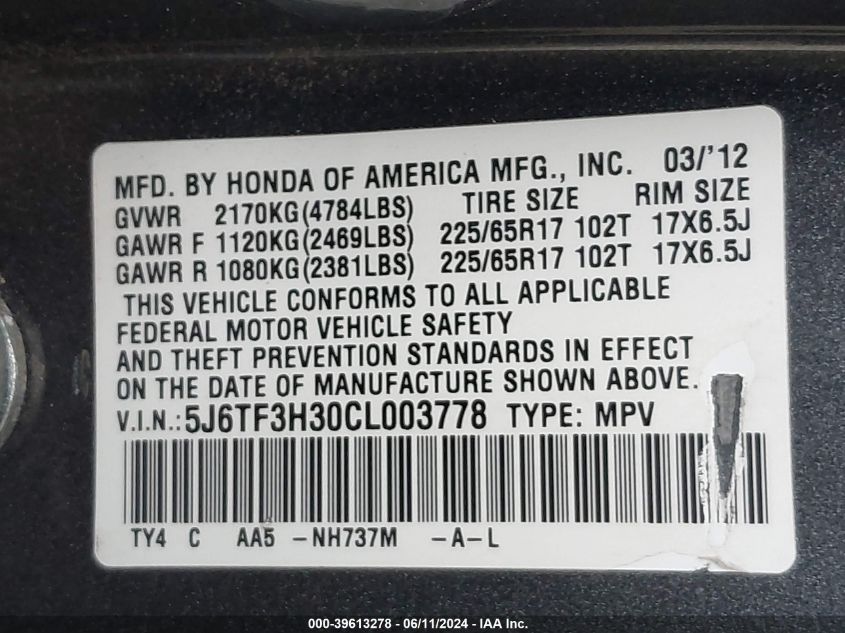 MFD. BY HONDA OF AMERICA MFG., INC. 03/'12
GVWR 2170KG(4784LBS) TIRE SIZE RIM SIZE
GAWR F 1120KG(2469LBS) 225/65R17 102T 17X6.5J
GAWR R 1080KG(2381LBS) 225/65R17 102T 17X6.5J
THIS VEHICLE CONFORMS TO ALL APPLICABLE
FEDERAL MOTOR VEHICLE SAFETY
AND THEFT PREVENTION STANDARDS IN EFFECT
ON THE DATE OF MANUFACTURE SHOWN ABOVE.
V.I.N.: 5J6TF3H30CL003778 TYPE: MPV
TY4 C AA5 -NH737M -A-L
000-39613278 - 06/11/2024 - IAA Inc.